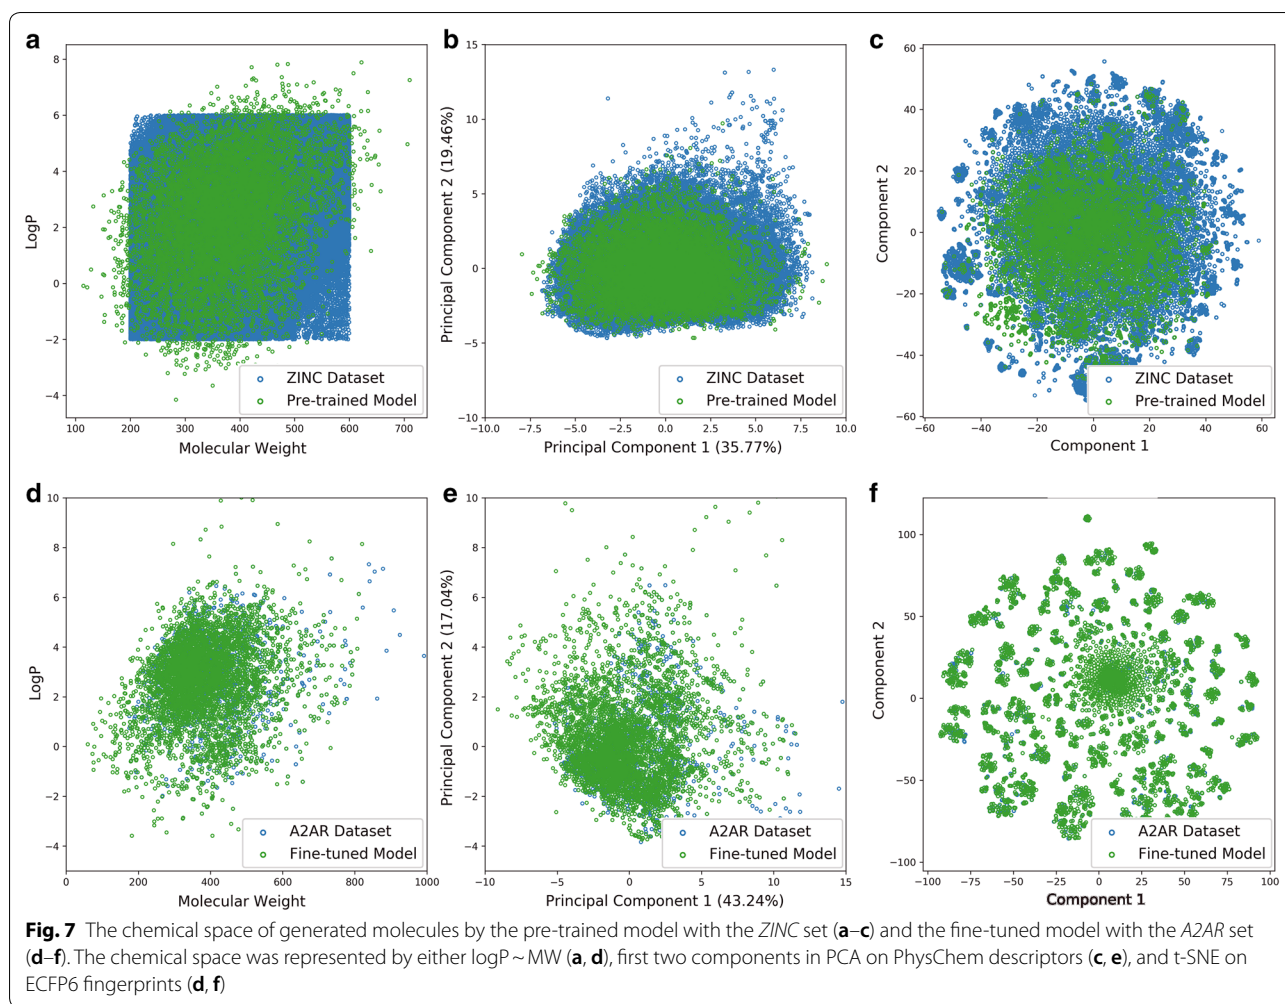 a
8
6
4
2
0
−2
−4
LogP
100 200 300 400 500 600 700
Molecular Weight
ZINC Dataset
Pre-trained Model
b
15
10
5
0
−5
−10
Principal Component 2 (19.46%)
−10.0 −7.5 −5.0 −2.5 0.0 2.5 5.0 7.5 10.0
Principal Component 1 (35.77%)
ZINC Dataset
Pre-trained Model
c
60
40
20
0
−20
−40
−60
Component 2
−60 −40 −20 0 20 40 60
Component 1
ZINC Dataset
Pre-trained Model
d
10
8
6
4
2
0
−2
−4
LogP
0 200 400 600 800 1000
Molecular Weight
A2AR Dataset
Fine-tuned Model
e
10
8
6
4
2
0
−2
−4
Principal Component 2 (17.04%)
−10 −5 0 5 10 15
Principal Component 1 (43.24%)
A2AR Dataset
Fine-tuned Model
f
100
50
0
−50
−100
Component 2
−100 −75 −50 −25 0 25 50 75 100
Component 1
A2AR Dataset
Fine-tuned Model
Fig. 7 The chemical space of generated molecules by the pre-trained model with the ZINC set (a–c) and the fine-tuned model with the A2AR set
(d–f). The chemical space was represented by either logP ~ MW (a, d), first two components in PCA on PhysChem descriptors (c, e), and t-SNE on
ECFP6 fingerprints (d, f)